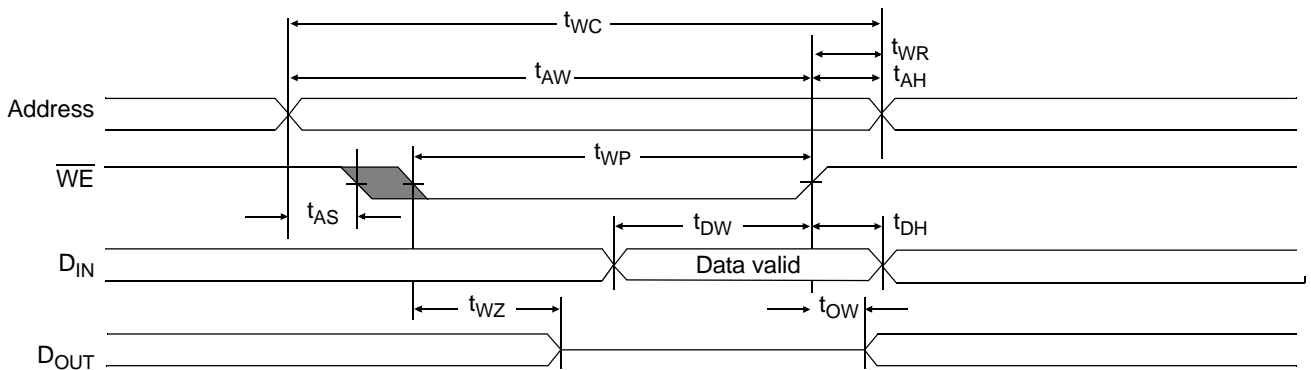 tWC
tWR
tAW
tAH
Address
tWP
WE
tAS
tDW
tDH
DIN
Data valid
tWZ
tOW
DOUT